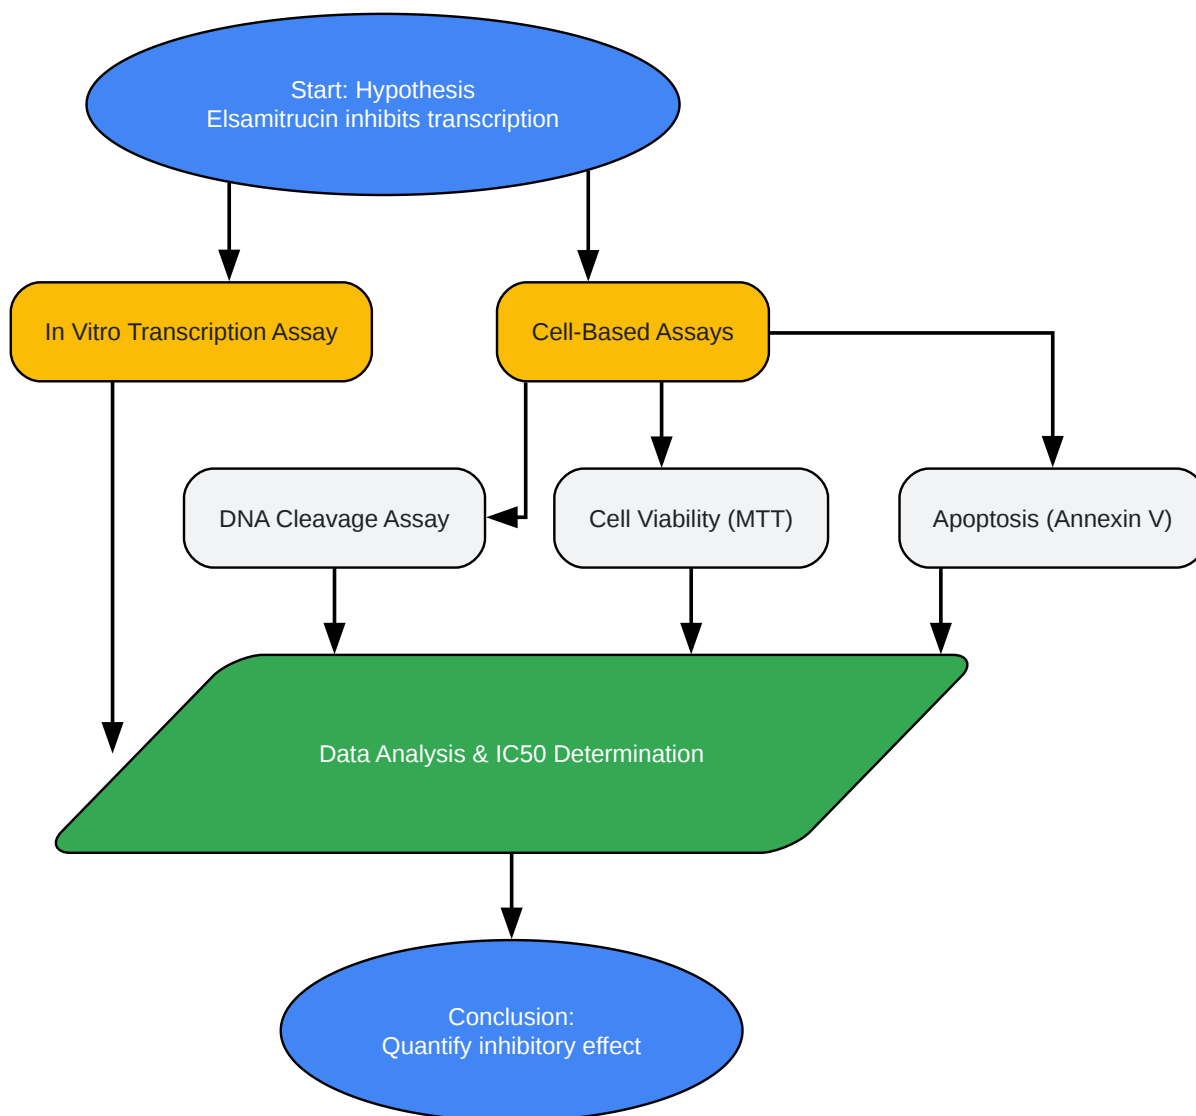 Start: Hypothesis
Elsamitrucin inhibits transcription
In Vitro Transcription Assay
Cell-Based Assays
DNA Cleavage Assay
Cell Viability (MTT)
Apoptosis (Annexin V)
Data Analysis & IC50 Determination
Conclusion:
Quantify inhibitory effect